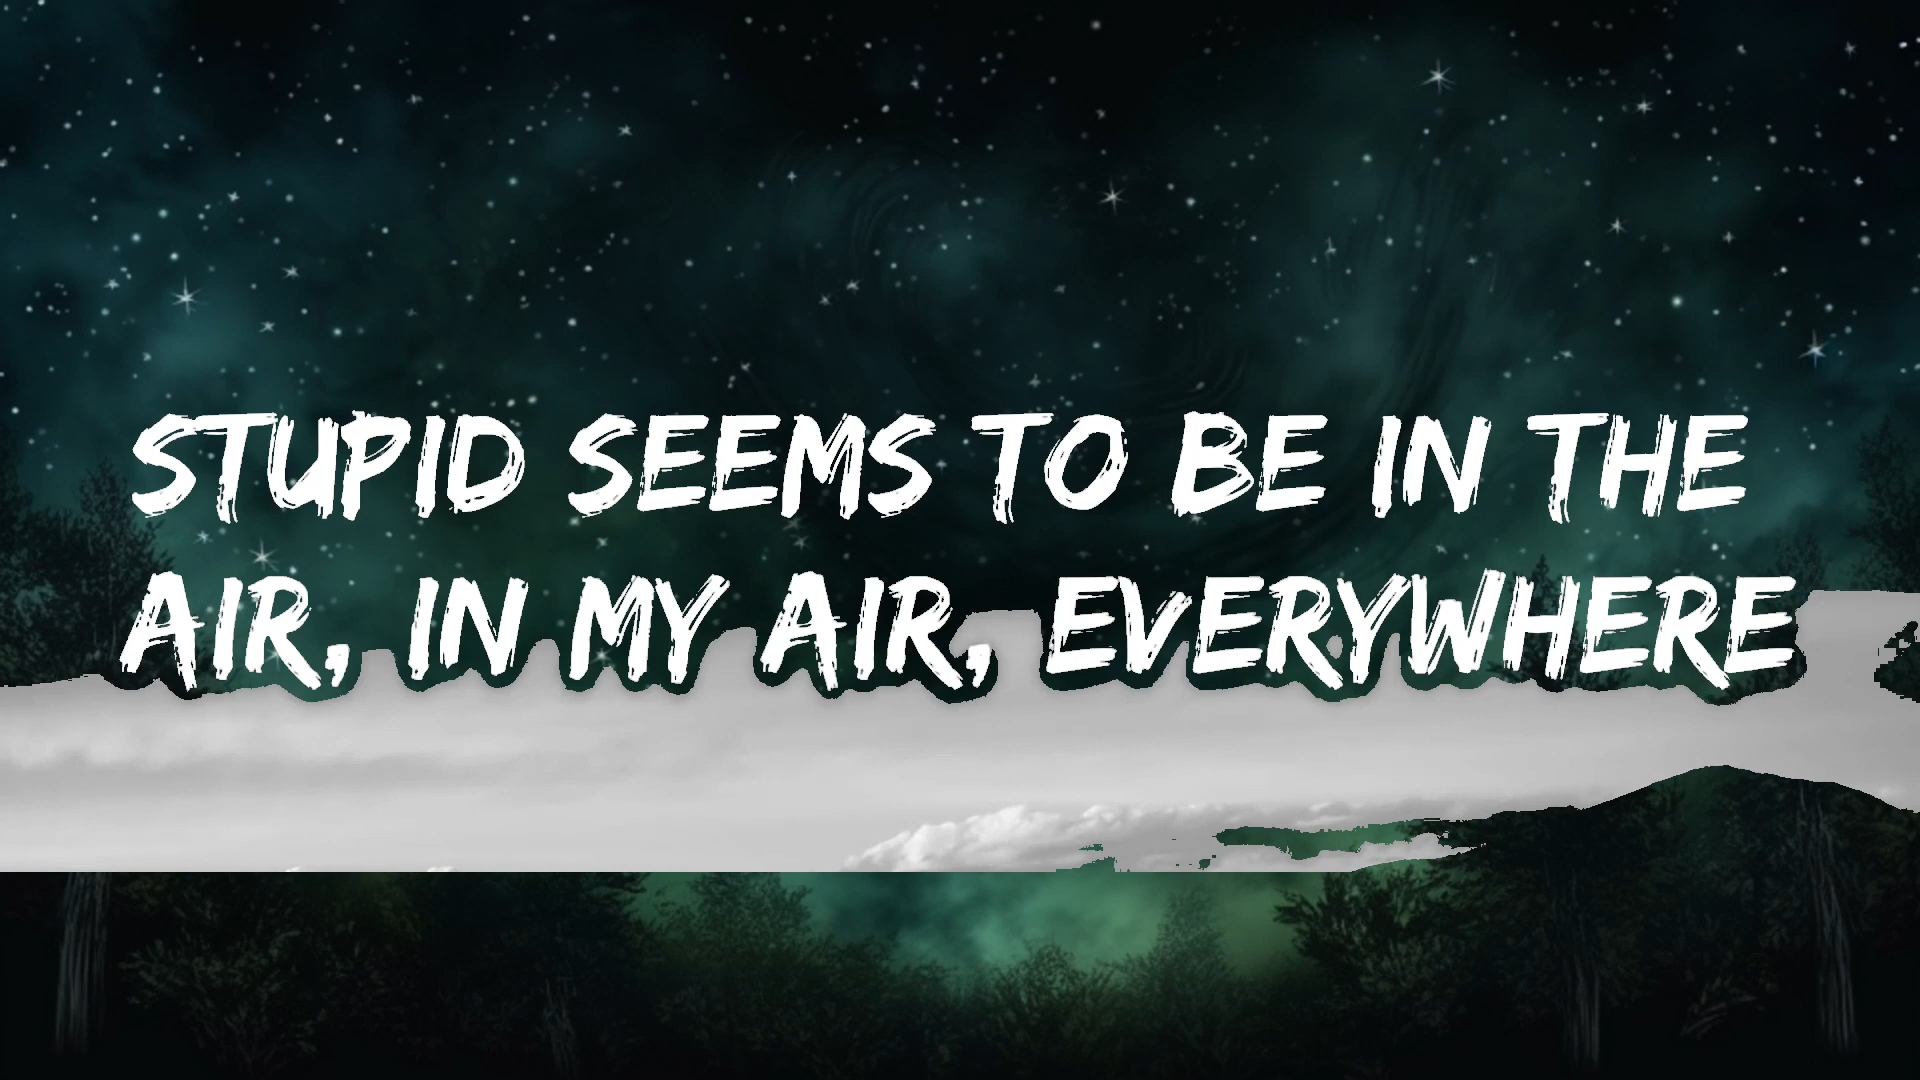 STUPID SEEMS TO BE IN THE
AIR, IN MY AIR, EVERYWHERE